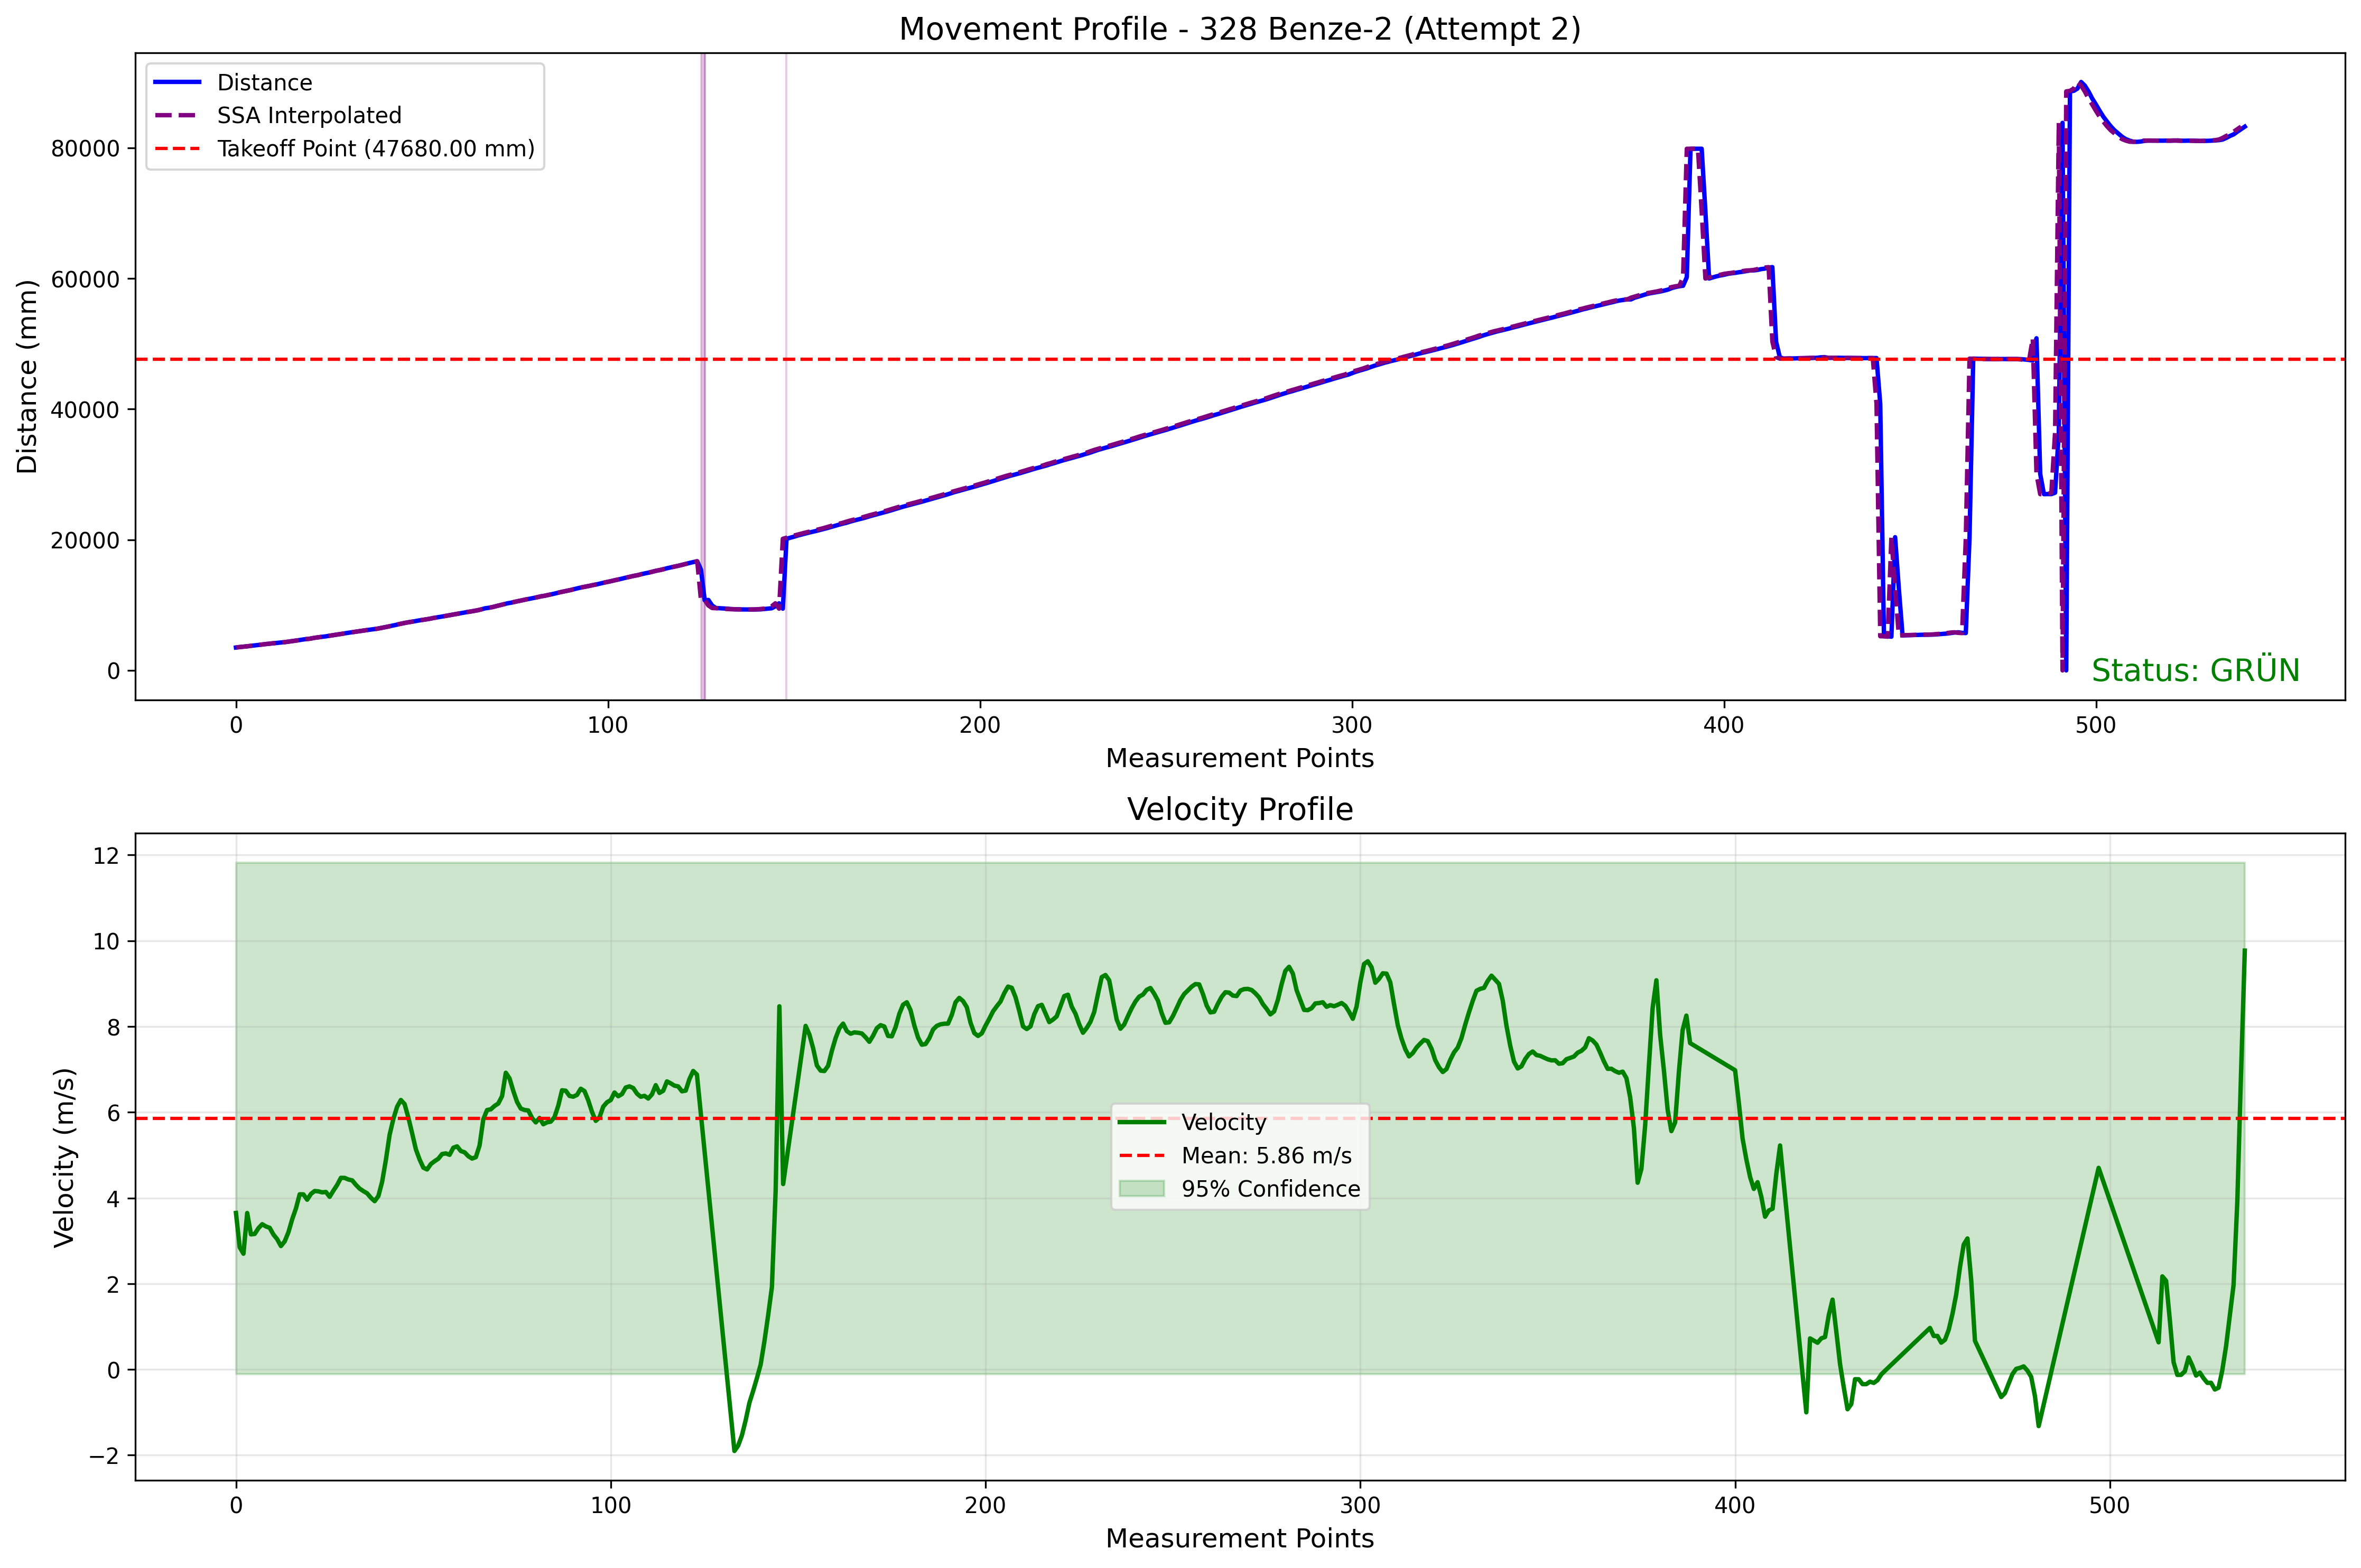 Movement Profile - 328 Benze-2 (Attempt 2)
Distance
SSA Interpolated
Takeoff Point (47680.00 mm)
Distance (mm)
80000
60000
40000
20000
0
Status: GRÜN
0 100 200 300 400 500
Measurement Points
Velocity Profile
Velocity (m/s)
12
10
8
6
4
2
0
−2
Velocity
Mean: 5.86 m/s
95% Confidence
0 100 200 300 400 500
Measurement Points